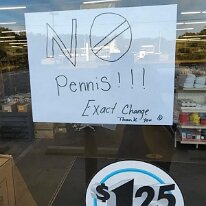 NO
Pennis!!!
Exact Change
Thank You
$1.25